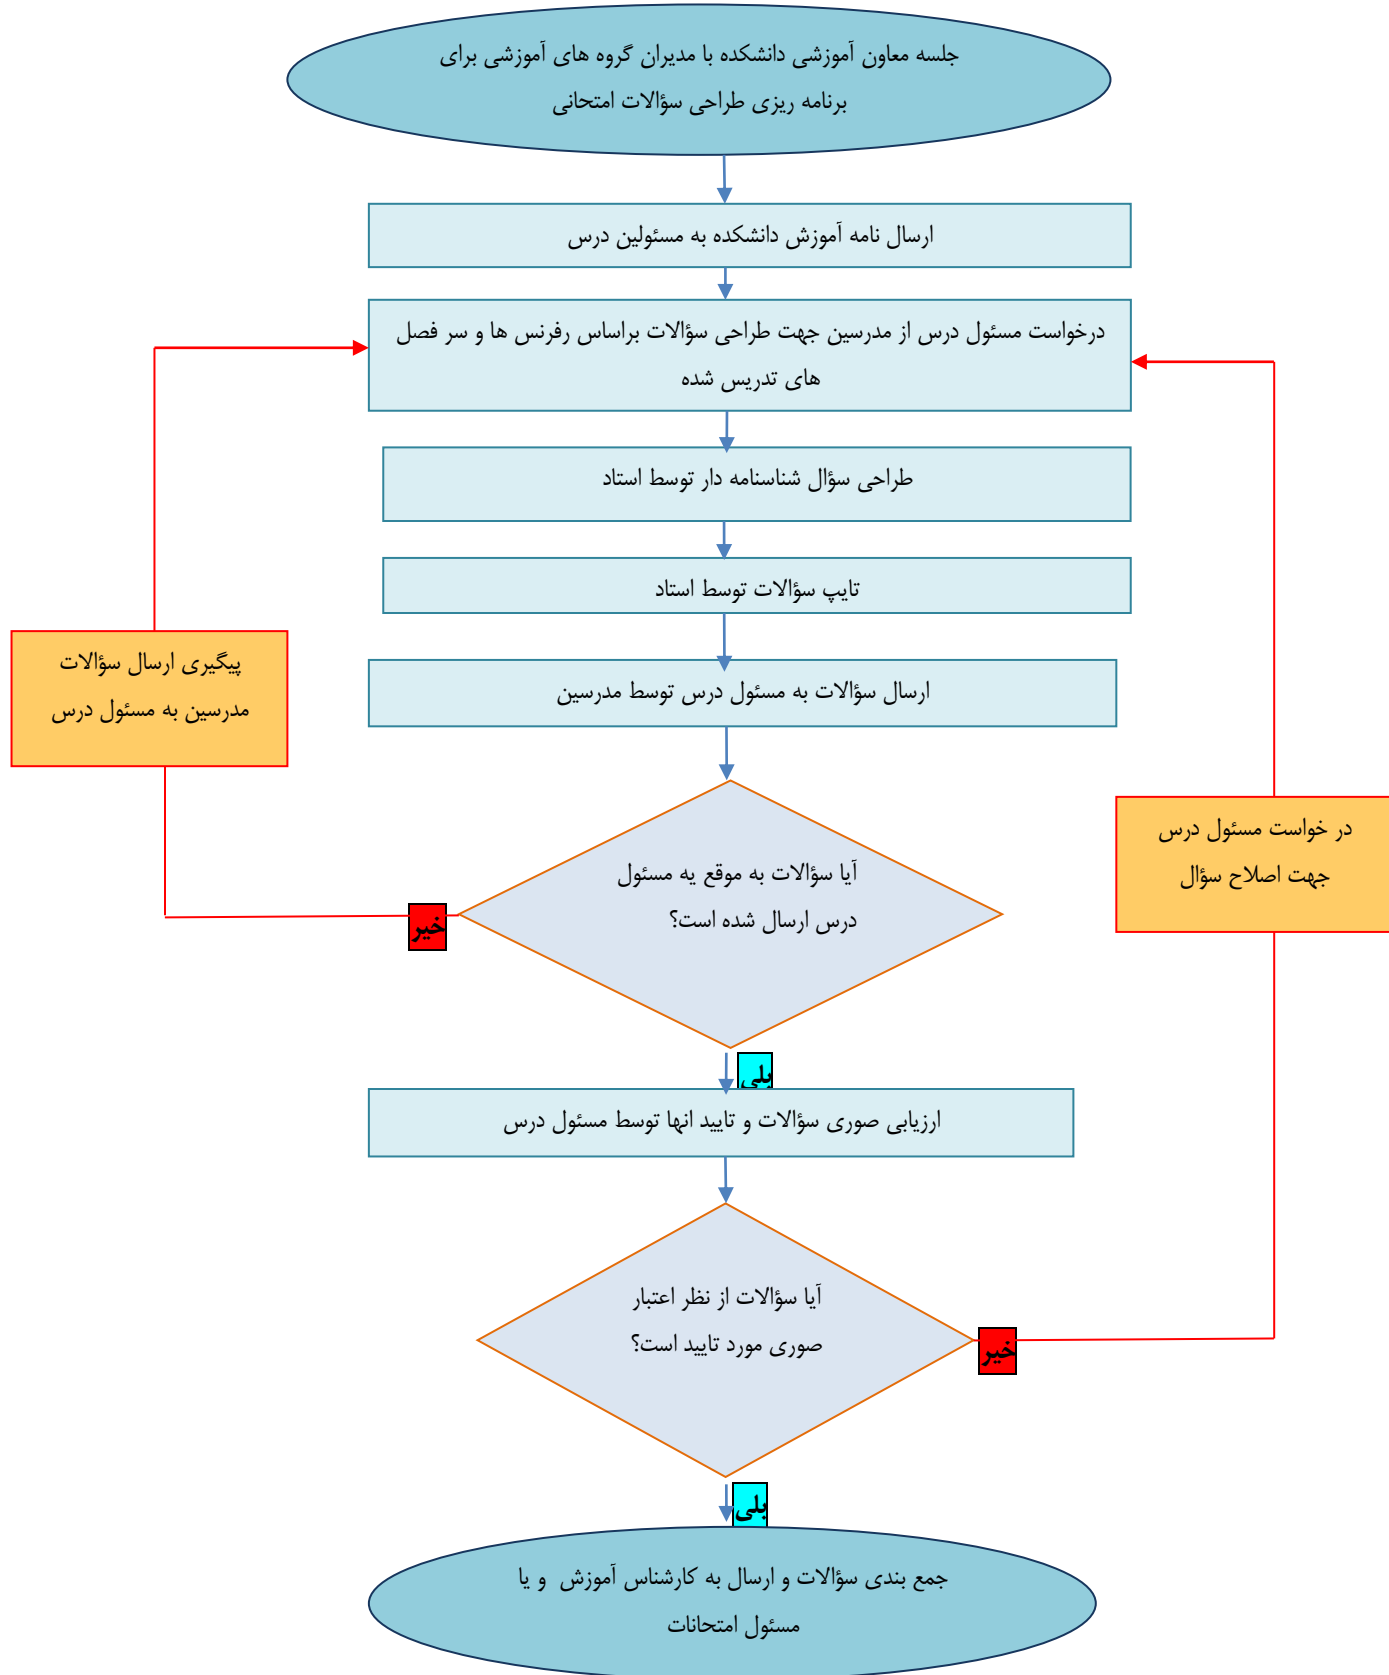 جلسه معاون آموزشی دانشکده با مدیران گروه های آموزشی برای
برنامه ریزی طراحی سؤالات امتحانی
ارسال نامه آموزش دانشکده به مسئولین درس
درخواست مسئول درس از مدرسین جهت طراحی سؤالات براساس رفرنس ها و سر فصل
های تدریس شده
طراحی سؤال شناسنامه دار توسط استاد
تایپ سؤالات توسط استاد
پیگیری ارسال سؤالات
مدرسین به مسئول درس
ارسال سؤالات به مسئول درس توسط مدرسین
در خواست مسئول درس
جهت اصلاح سؤال
آیا سؤالات به موقع یه مسئول
درس ارسال شده است؟
خیر
بلی
ارزیابی صوری سؤالات و تایید انها توسط مسئول درس
آیا سؤالات از نظر اعتبار
صوری مورد تایید است؟
خیر
بلی
جمع بندی سؤالات و ارسال به کارشناس آموزش و یا
مسئول امتحانات